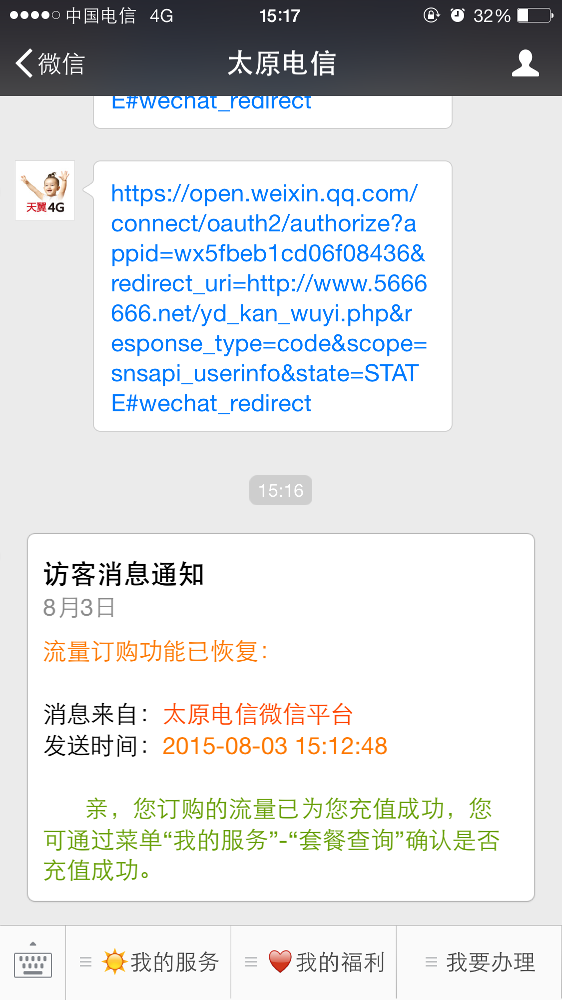 中国电信 4G 15:17 32%
微信 太原电信
E#wechat_redirect
天翼4G
https://open.weixin.qq.com/
connect/oauth2/authorize?a
ppid=wx5fbeb1cd06f08436&
redirect_uri=http://www.5666
666.net/yd_kan_wuyi.php&r
esponse_type=code&scope=
snsapi_userinfo&state=STAT
E#wechat_redirect
15:16
访客消息通知
8月3日
流量订购功能已恢复：
消息来自：太原电信微信平台
发送时间：2015-08-03 15:12:48
亲，您订购的流量已为您充值成功，您
可通过菜单“我的服务”-“套餐查询”确认是否
充值成功。
我的服务 我的福利 我要办理